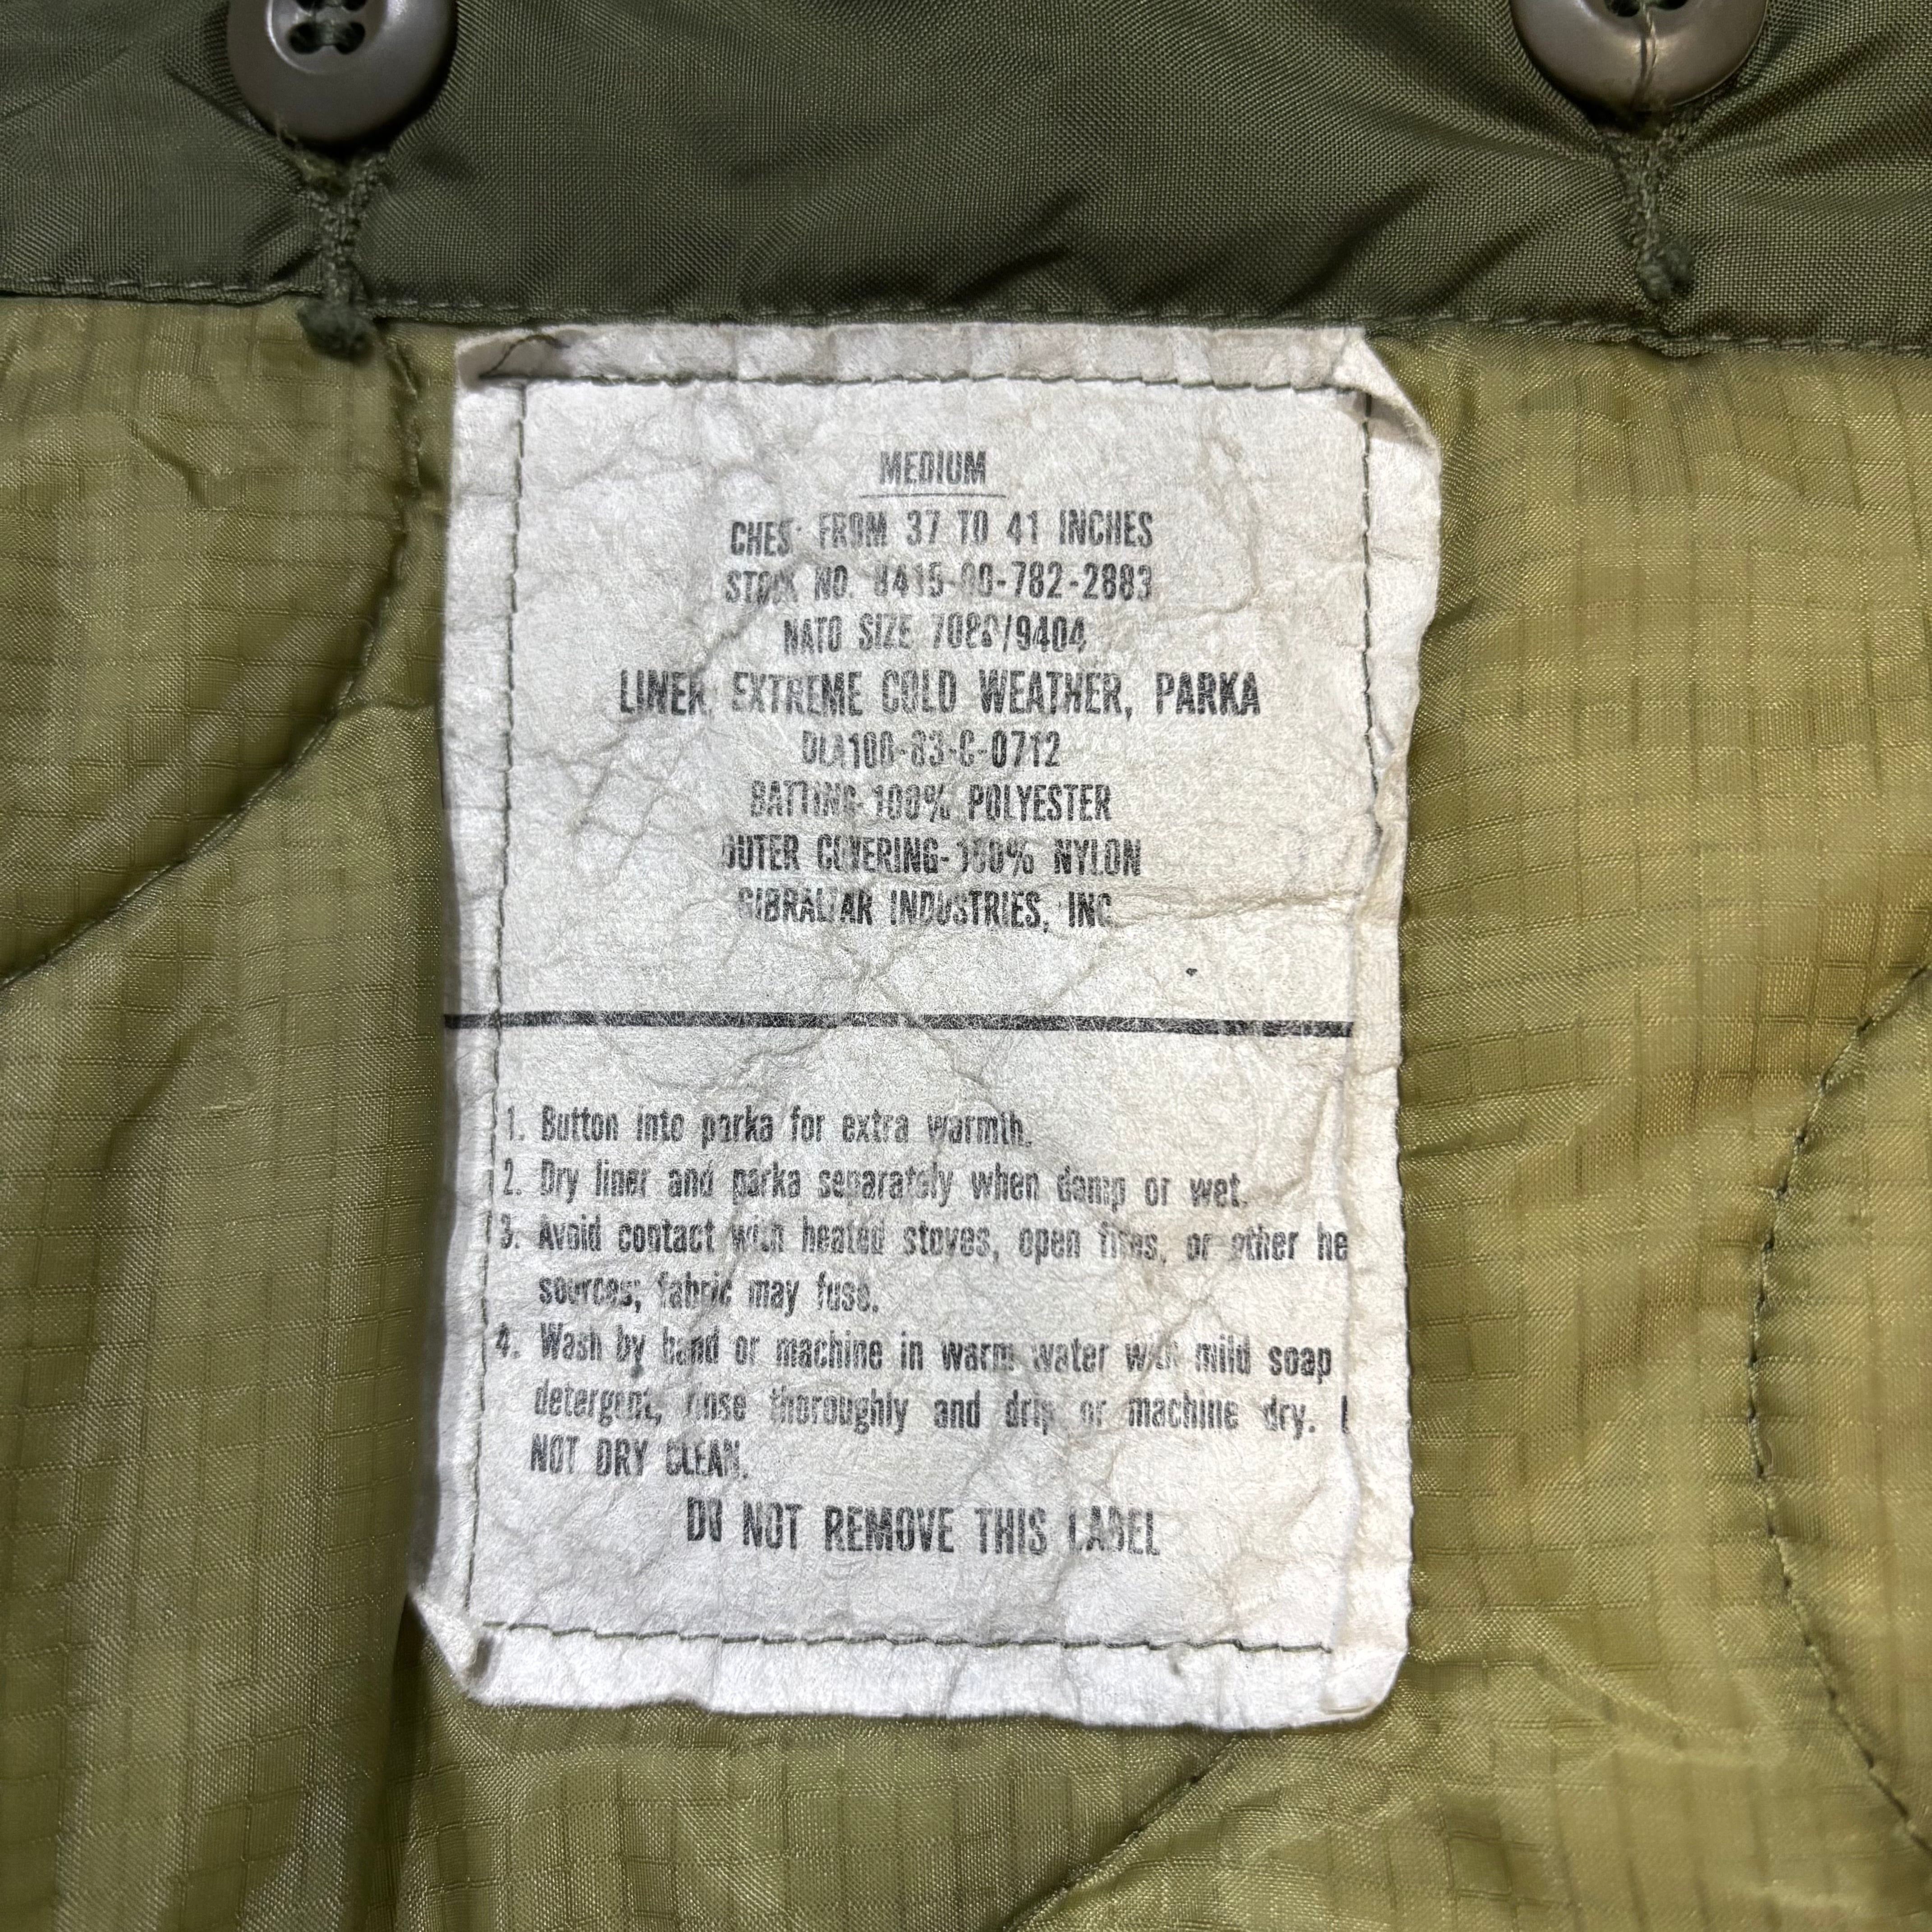 MEDIUM
CHEST FROM 37 TO 41 INCHES
STOCK NO. 8415-00-782-2883
NATO SIZE 7088/9404
LINER, EXTREME COLD WEATHER, PARKA
DLA100-83-C-0712
BATTING-100% POLYESTER
OUTER COVERING-100% NYLON
GIBRALTAR INDUSTRIES, INC
1. Button into parka for extra warmth.
2. Dry liner and parka separately when damp or wet.
3. Avoid contact with heated stoves, open fires, or other he
sources; fabric may fuse.
4. Wash by hand or machine in warm water with mild soap
detergent, rinse thoroughly and drip or machine dry.
NOT DRY CLEAN.
DO NOT REMOVE THIS LABEL